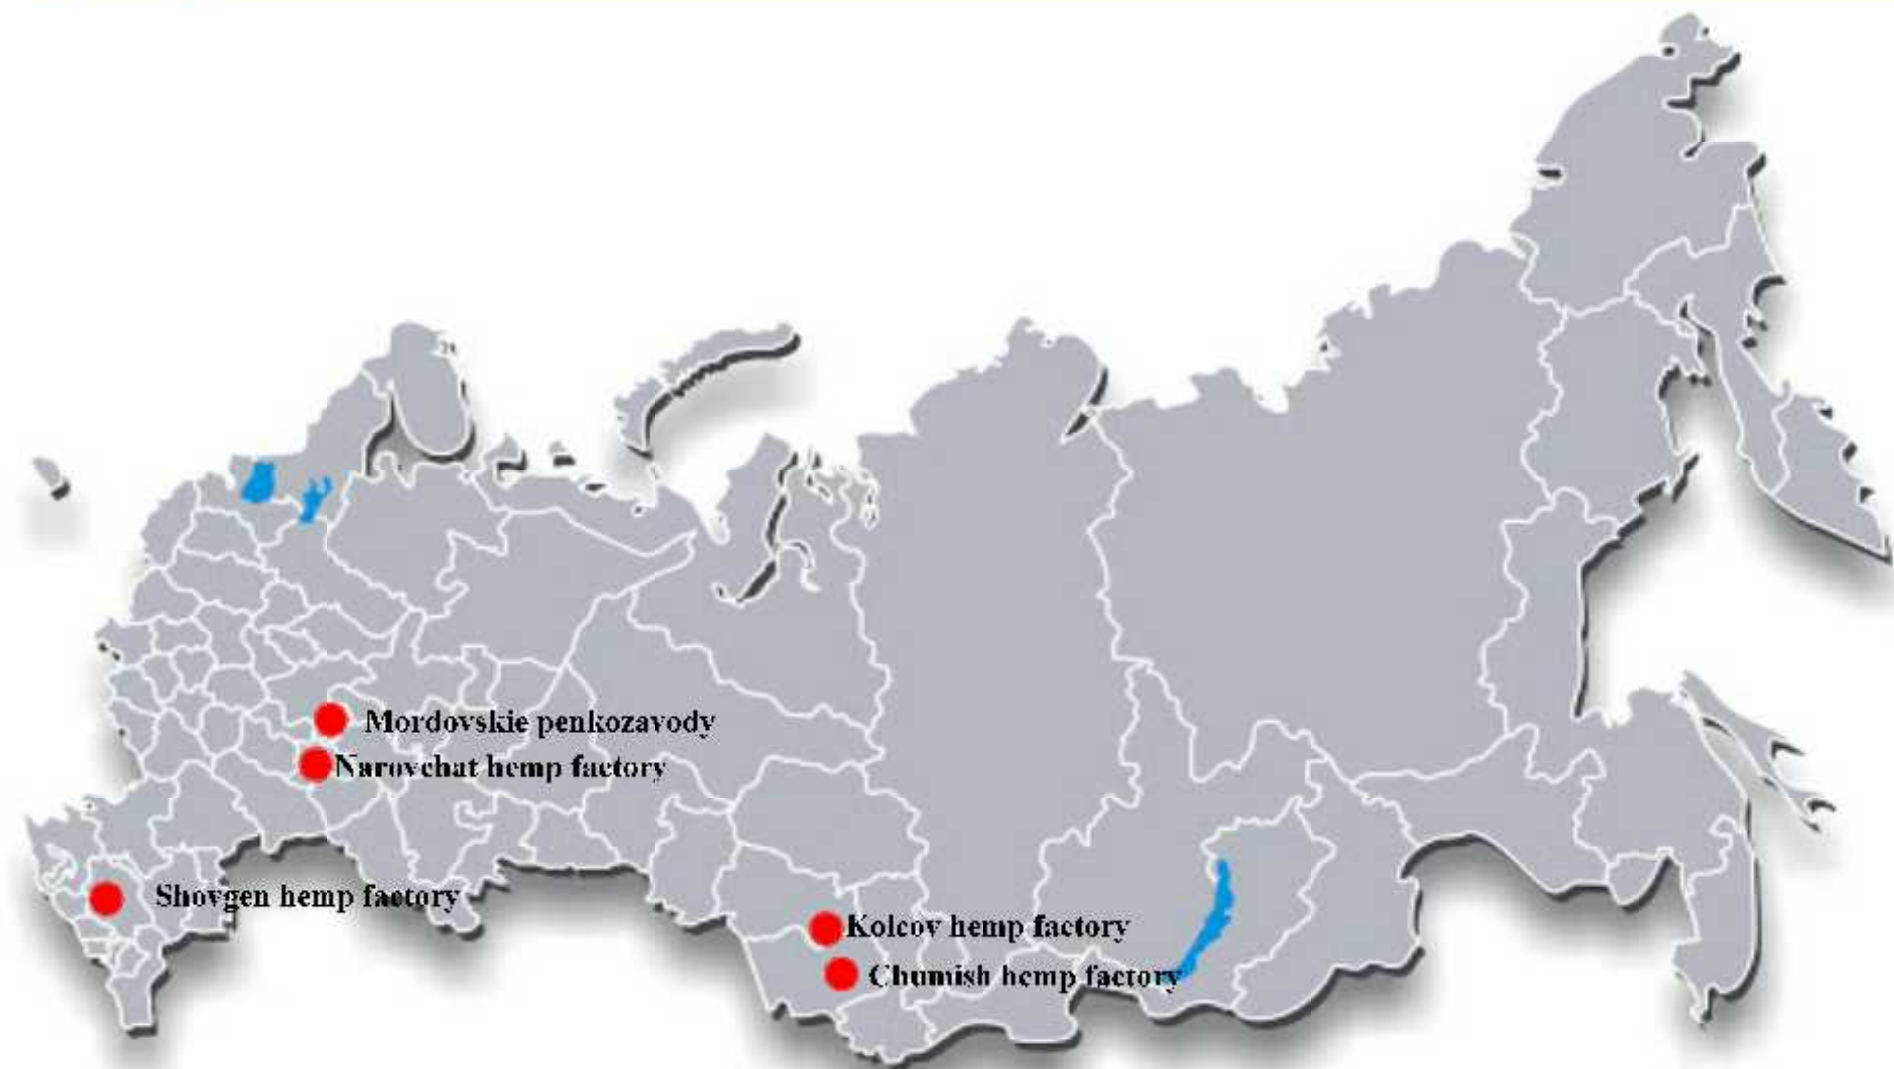 Mordovskie penkozavody
Narovchat hemp factory
Shovgen hemp factory
Kolcov hemp factory
Chumish hemp factory